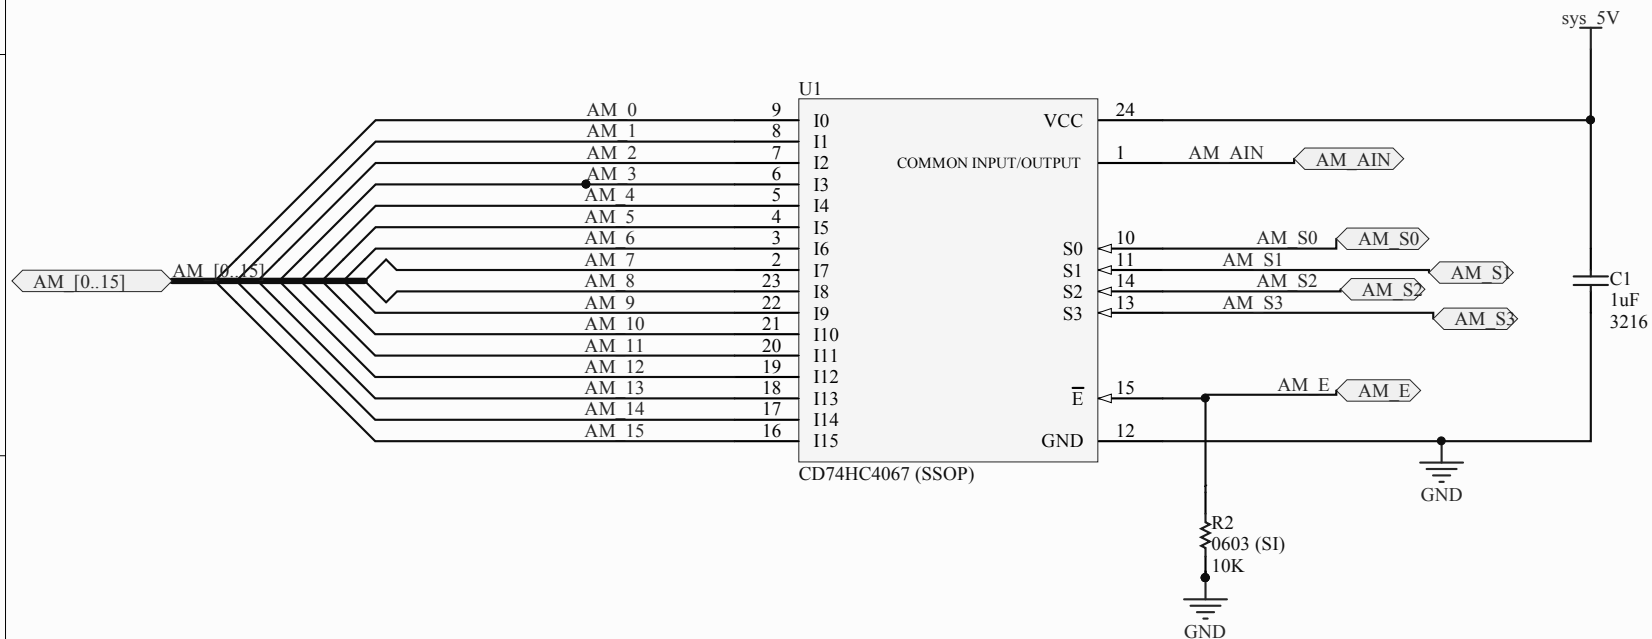 sys_5V
U1
AM_0 9 I0 VCC 24
AM_1 8 I1
AM_2 7 I2 COMMON INPUT/OUTPUT 1 AM_AIN AM_AIN
AM_3 6 I3
AM_4 5 I4
AM_5 4 I5
AM_6 3 I6 S0 10 AM_S0 AM_S0
AM_7 2 I7 S1 11 AM_S1 AM_S1
AM_[0..15] AM_[0..15]
AM_8 23 I8 S2 14 AM_S2 AM_S2
AM_9 22 I9 S3 13 AM_S3 AM_S3
C1
1uF
3216
AM_10 21 I10
AM_11 20 I11
AM_12 19 I12
AM_13 18 I13 E 15 AM_E AM_E
AM_14 17 I14
AM_15 16 I15 GND 12
CD74HC4067 (SSOP)
GND
R2
0603 (SI)
10K
GND